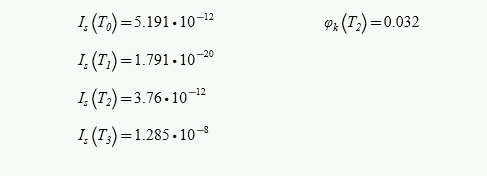 I_s(T_0)=5.191·10^−12 φ_k(T_2)=0.032
I_s(T_1)=1.791·10^−20
I_s(T_2)=3.76·10^−12
I_s(T_3)=1.285·10^−8